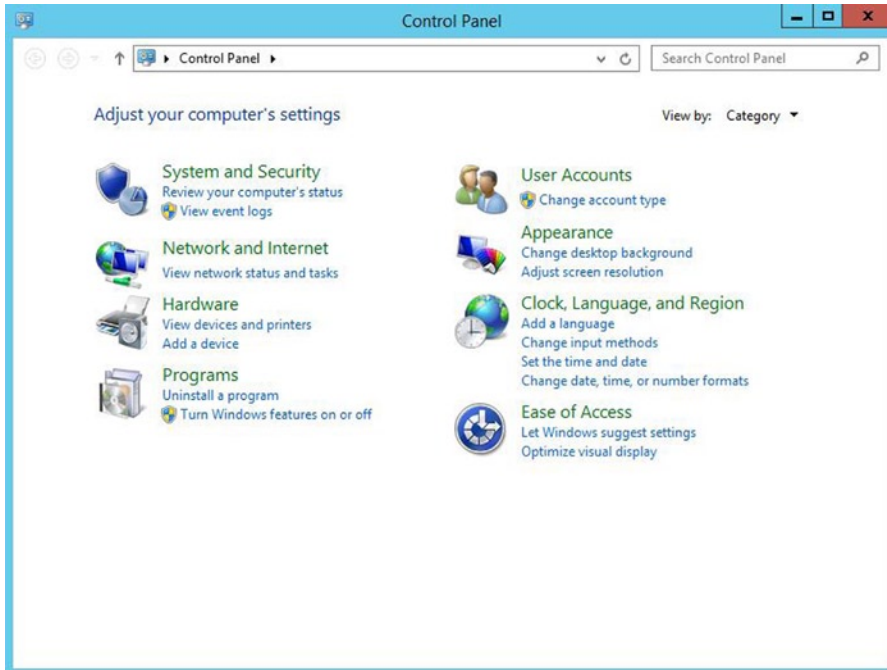 Control Panel
Control Panel
Search Control Panel
Adjust your computer's settings
View by: Category
System and Security
Review your computer's status
View event logs
Network and Internet
View network status and tasks
Hardware
View devices and printers
Add a device
Programs
Uninstall a program
Turn Windows features on or off
User Accounts
Change account type
Appearance
Change desktop background
Adjust screen resolution
Clock, Language, and Region
Add a language
Change input methods
Set the time and date
Change date, time, or number formats
Ease of Access
Let Windows suggest settings
Optimize visual display